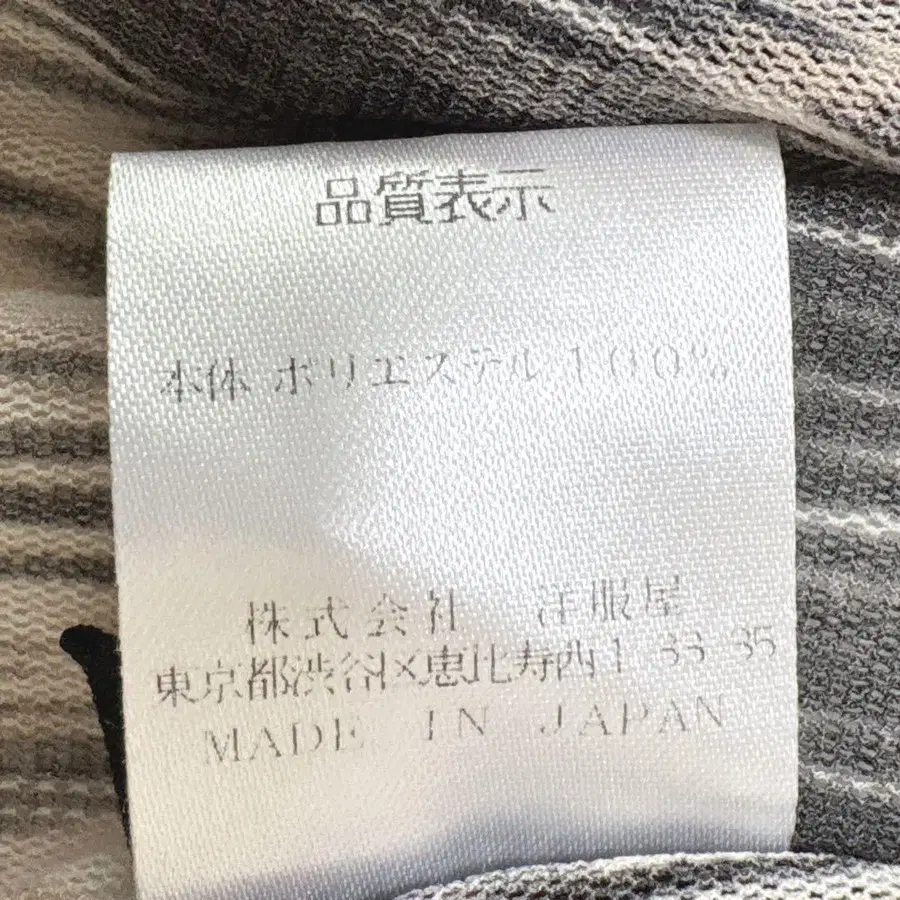 品質表示
本体 ポリエステル 100%
株式会社 洋服屋
東京都渋谷区恵比寿西1 33 35
MADE IN JAPAN